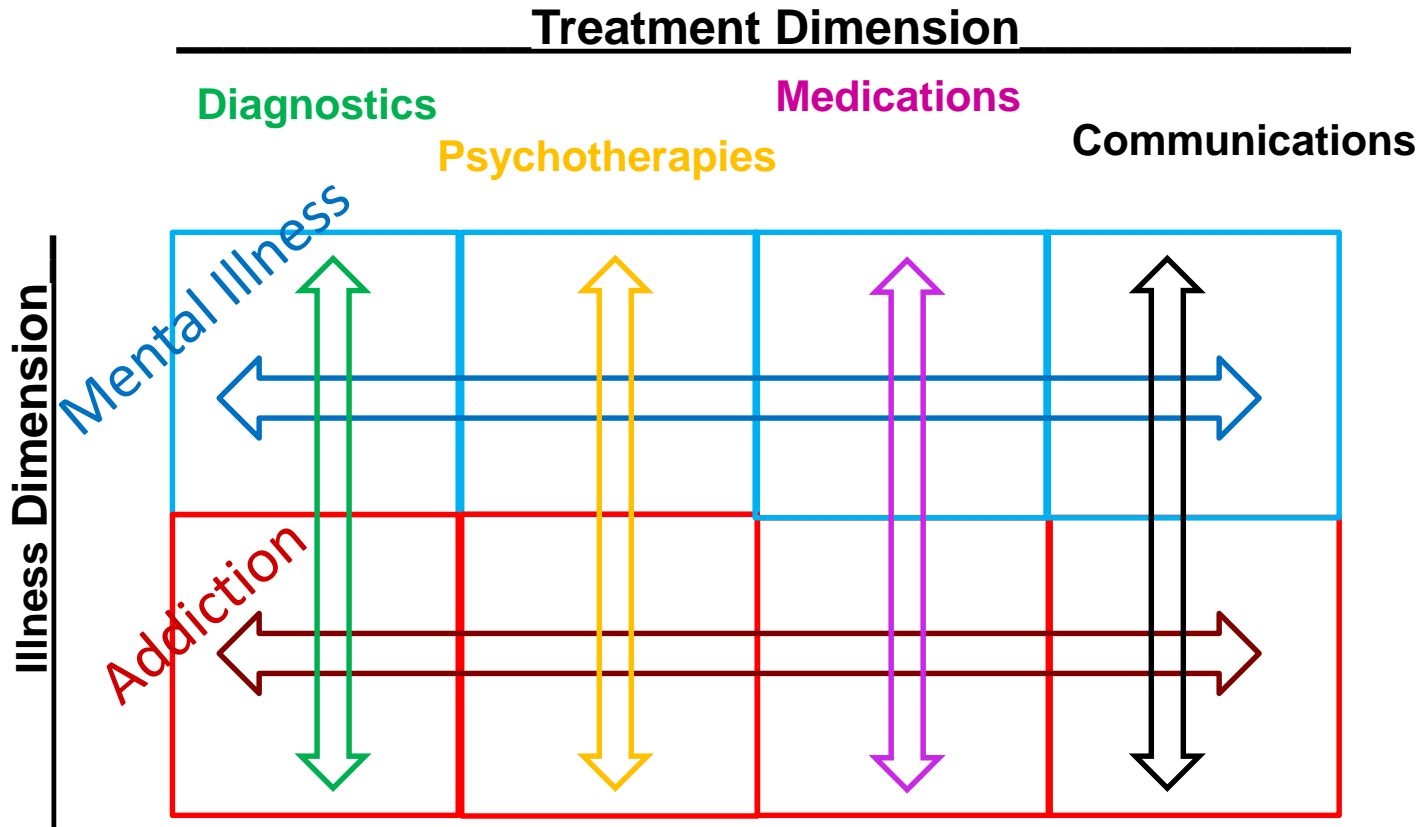 Treatment Dimension
Diagnostics
Psychotherapies
Medications
Communications
Illness Dimension
Mental Illness
Addiction